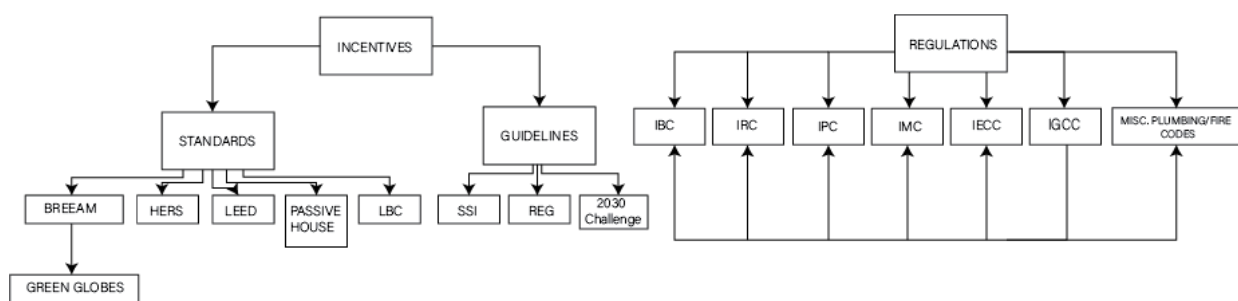 INCENTIVES
REGULATIONS
STANDARDS
GUIDELINES
IBC
IRC
IPC
IMC
IECC
IGCC
MISC. PLUMBING/FIRE
CODES
BREEAM
HERS
LEED
PASSIVE
HOUSE
LBC
SSI
REG
2030
Challenge
GREEN GLOBES